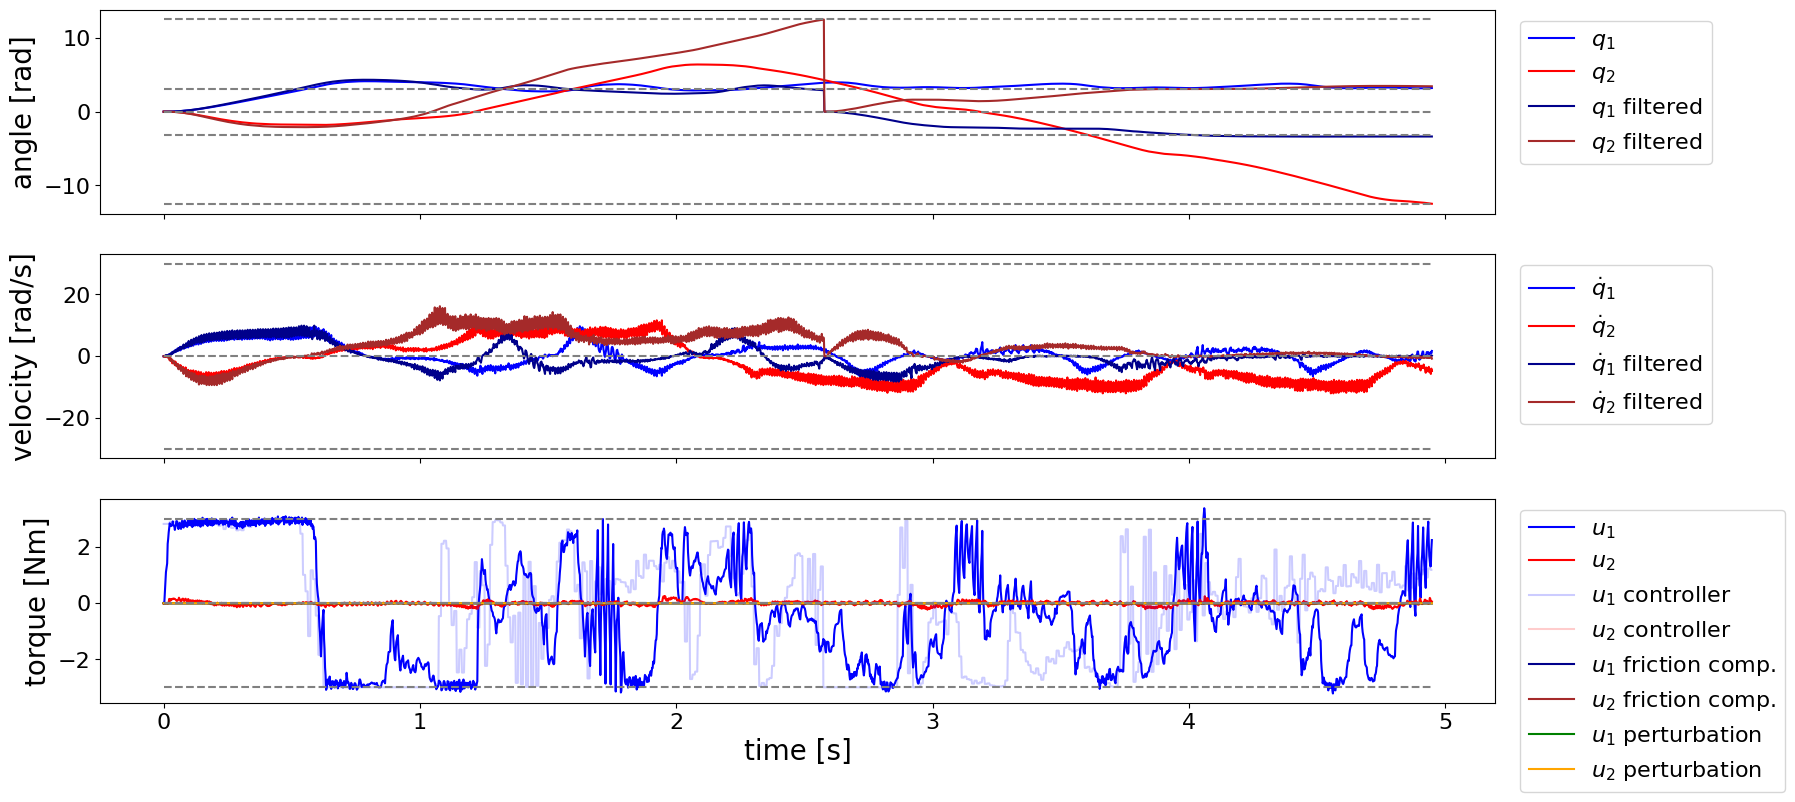 angle [rad]
10
0
−10
q₁
q₂
q₁ filtered
q₂ filtered
velocity [rad/s]
20
0
−20
q̇₁
q̇₂
q̇₁ filtered
q̇₂ filtered
torque [Nm]
2
0
−2
0 1 2 3 4 5
time [s]
u₁
u₂
u₁ controller
u₂ controller
u₁ friction comp.
u₂ friction comp.
u₁ perturbation
u₂ perturbation